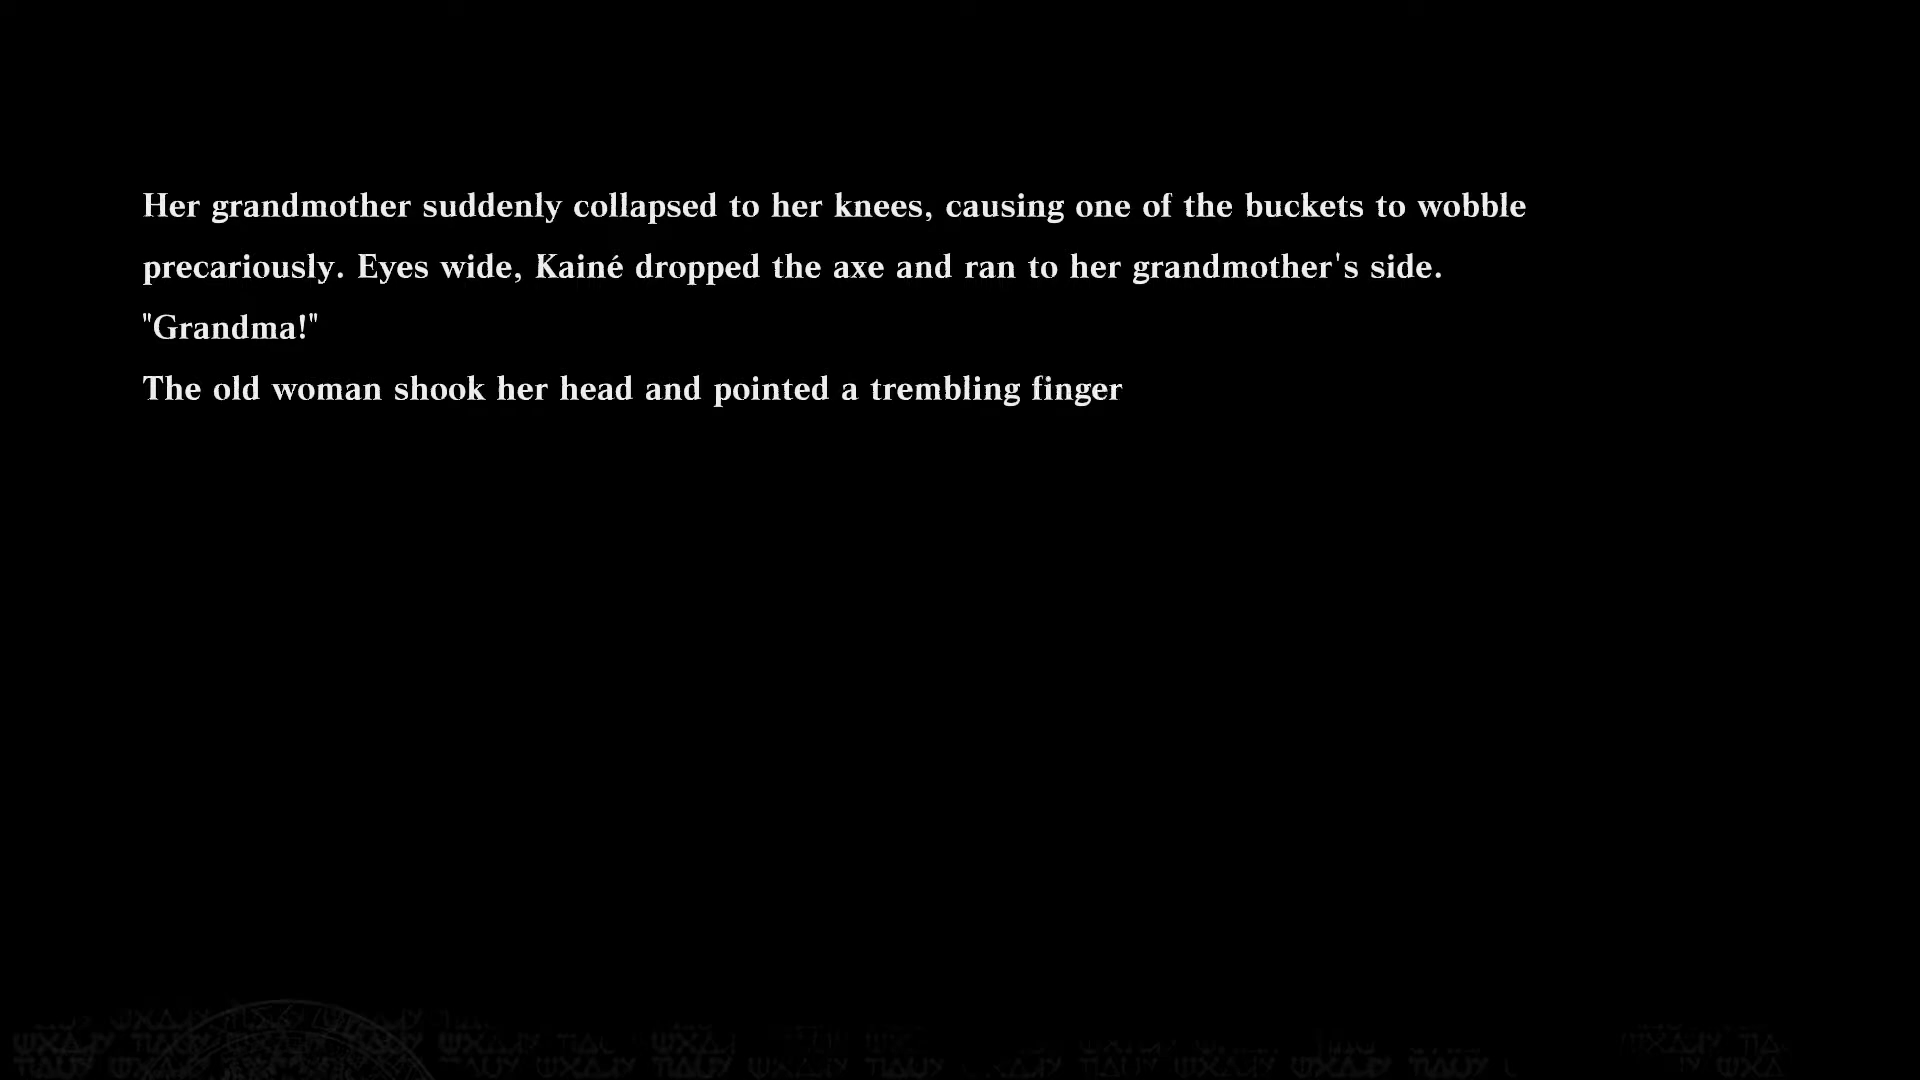 Her grandmother suddenly collapsed to her knees, causing one of the buckets to wobble
precariously. Eyes wide, Kainé dropped the axe and ran to her grandmother's side.
"Grandma!"
The old woman shook her head and pointed a trembling finger